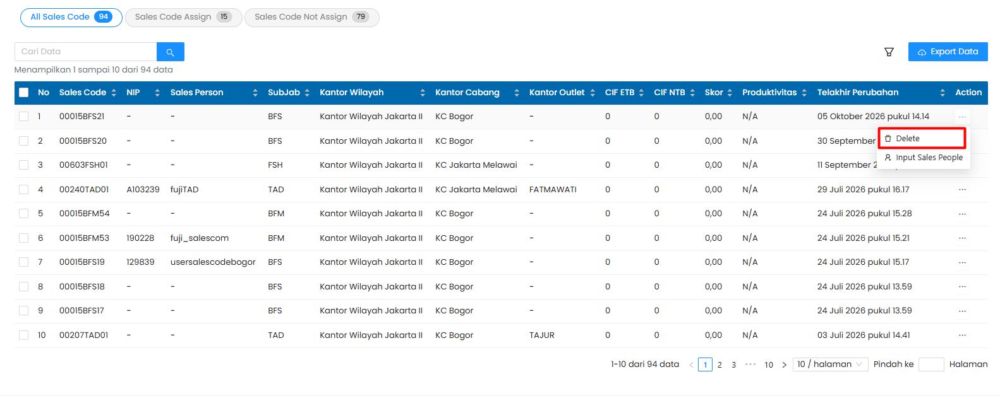 All Sales Code 94 Sales Code Assign 15 Sales Code Not Assign 79
Cari Data Export Data
Menampilkan 1 sampai 10 dari 94 data
No Sales Code NIP Sales Person SubJab Kantor Wilayah Kantor Cabang Kantor Outlet CIF ETB CIF NTB Skor Produktivitas Telakhir Perubahan Action
1 00015BFS21 - - BFS Kantor Wilayah Jakarta II KC Bogor - 0 0 0,00 N/A 05 Oktober 2026 pukul 14.14 ...
2 00015BFS20 - - BFS Kantor Wilayah Jakarta II KC Bogor - 0 0 0,00 N/A 30 September
Delete
Input Sales People
3 00603FSH01 - - FSH Kantor Wilayah Jakarta II KC Jakarta Melawai - 0 0 0,00 N/A 11 September
4 00240TAD01 A103239 fujiTAD TAD Kantor Wilayah Jakarta II KC Jakarta Melawai FATMAWATI 0 0 0,00 N/A 29 Juli 2026 pukul 16.17 ...
5 00015BFM54 - - BFM Kantor Wilayah Jakarta II KC Bogor - 0 0 0,00 N/A 24 Juli 2026 pukul 15.28 ...
6 00015BFM53 190228 fuji_salescom BFM Kantor Wilayah Jakarta II KC Bogor - 0 0 0,00 N/A 24 Juli 2026 pukul 15.21 ...
7 00015BFS19 129839 usersalescodebogor BFS Kantor Wilayah Jakarta II KC Bogor - 0 0 0,00 N/A 24 Juli 2026 pukul 15.17 ...
8 00015BFS18 - - BFS Kantor Wilayah Jakarta II KC Bogor - 0 0 0,00 N/A 24 Juli 2026 pukul 13.59 ...
9 00015BFS17 - - BFS Kantor Wilayah Jakarta II KC Bogor - 0 0 0,00 N/A 24 Juli 2026 pukul 13.59 ...
10 00207TAD01 - - TAD Kantor Wilayah Jakarta II KC Bogor TAJUR 0 0 0,00 N/A 03 Juli 2026 pukul 14.41 ...
1-10 dari 94 data < 1 2 3 ••• 10 > 10 / halaman Pindah ke Halaman